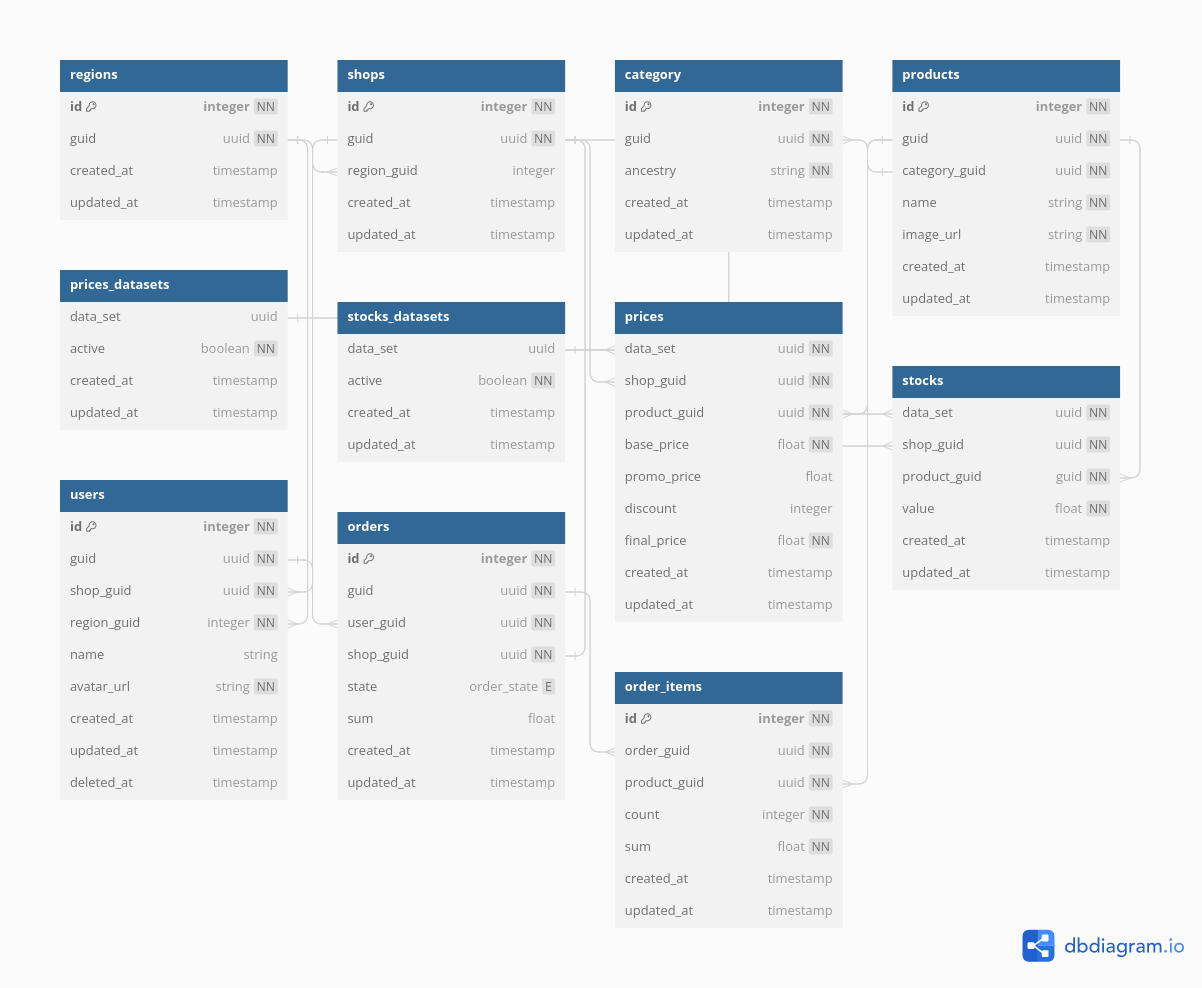 regions
id integer NN
guid uuid NN
created_at timestamp
updated_at timestamp
shops
id integer NN
guid uuid NN
region_guid integer
created_at timestamp
updated_at timestamp
category
id integer NN
guid uuid NN
ancestry string NN
created_at timestamp
updated_at timestamp
products
id integer NN
guid uuid NN
category_guid uuid NN
name string NN
image_url string NN
created_at timestamp
updated_at timestamp
prices_datasets
data_set uuid
active boolean NN
created_at timestamp
updated_at timestamp
stocks_datasets
data_set uuid
active boolean NN
created_at timestamp
updated_at timestamp
prices
data_set uuid NN
shop_guid uuid NN
product_guid uuid NN
base_price float NN
promo_price float
discount integer
final_price float NN
created_at timestamp
updated_at timestamp
stocks
data_set uuid NN
shop_guid uuid NN
product_guid guid NN
value float NN
created_at timestamp
updated_at timestamp
users
id integer NN
guid uuid NN
shop_guid uuid NN
region_guid integer NN
name string
avatar_url string NN
created_at timestamp
updated_at timestamp
deleted_at timestamp
orders
id integer NN
guid uuid NN
user_guid uuid NN
shop_guid uuid NN
state order_state E
sum float
created_at timestamp
updated_at timestamp
order_items
id integer NN
order_guid uuid NN
product_guid uuid NN
count integer NN
sum float NN
created_at timestamp
updated_at timestamp
dbdiagram.io